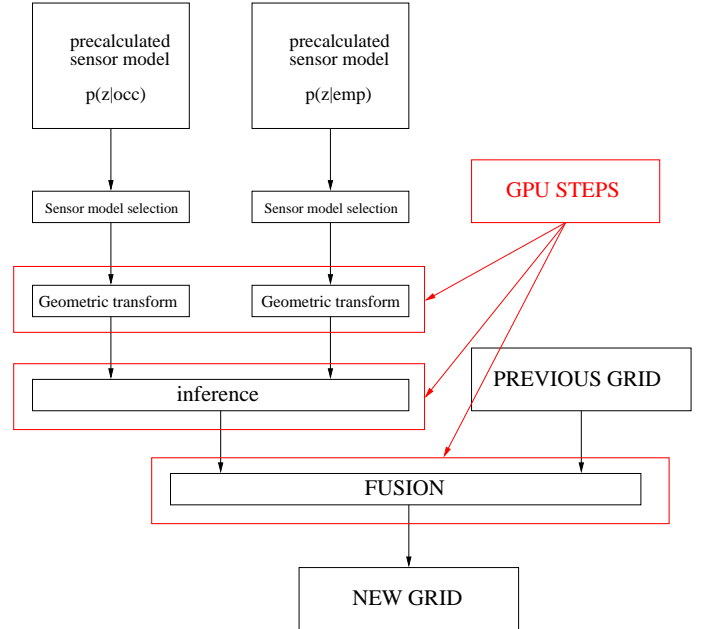 precalculated
sensor model
p(z|occ)
precalculated
sensor model
p(z|emp)
Sensor model selection
Sensor model selection
GPU STEPS
Geometric transform
Geometric transform
inference
PREVIOUS GRID
FUSION
NEW GRID